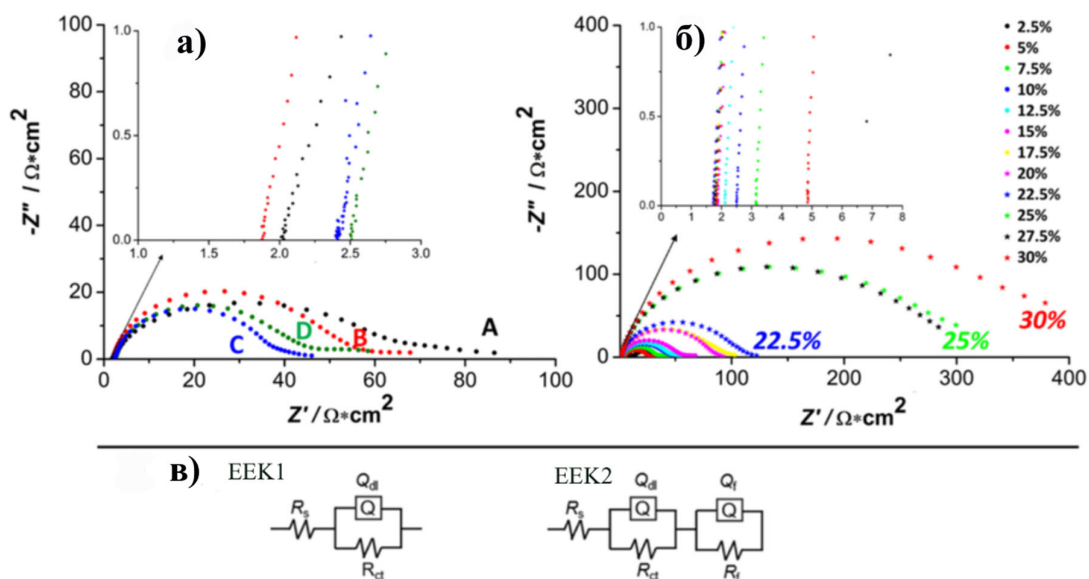 а)
-Z'' / Ω*cm²
100
80
60
40
20
0
0
20
40
60
80
100
Z' / Ω*cm²
1.0
0.5
0.0
1.0
1.5
2.0
2.5
3.0
A
B
C
D
б)
-Z'' / Ω*cm²
400
300
200
100
0
0
100
200
300
400
Z' / Ω*cm²
1.0
0.5
0.0
0
1
2
3
4
5
6
7
8
2.5%
5%
7.5%
10%
12.5%
15%
17.5%
20%
22.5%
25%
27.5%
30%
22.5%
25%
30%
в)
EEK1
Rs
Qdl
Q
Rct
EEK2
Rs
Qdl
Q
Rct
Qf
Q
Rf